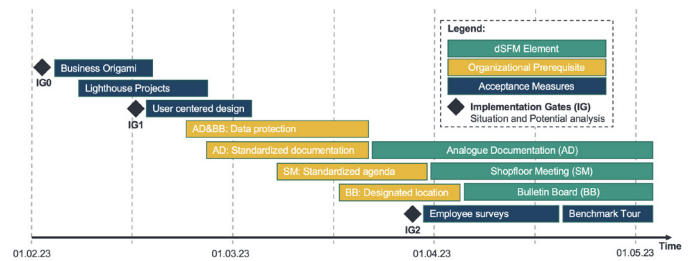 Legend:
dSFM Element
Organizational Prerequisite
Acceptance Measures
Implementation Gates (IG)
Situation and Potential analysis
Business Origami
IG0
Lighthouse Projects
User centered design
IG1
AD&BB: Data protection
AD: Standardized documentation
Analogue Documentation (AD)
SM: Standardized agenda
Shopfloor Meeting (SM)
BB: Designated location
Bulletin Board (BB)
Employee surveys
Benchmark Tour
IG2
Time
01.02.23
01.03.23
01.04.23
01.05.23